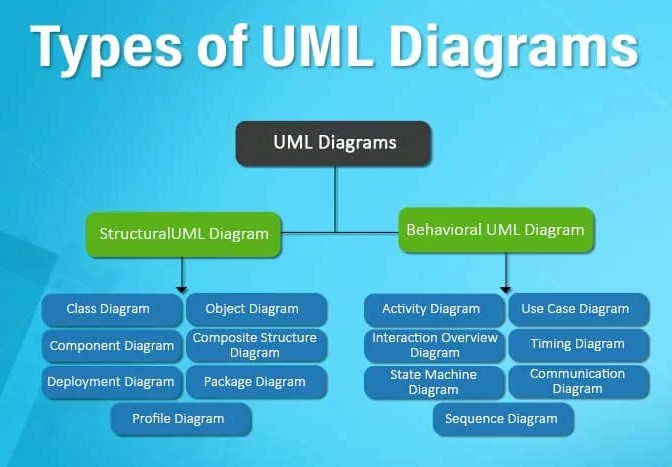 Types of UML Diagrams
UML Diagrams
StructuralUML Diagram
Behavioral UML Diagram
Class Diagram
Object Diagram
Component Diagram
Composite Structure
Diagram
Deployment Diagram
Package Diagram
Profile Diagram
Activity Diagram
Use Case Diagram
Interaction Overview
Diagram
Timing Diagram
State Machine
Diagram
Communication
Diagram
Sequence Diagram